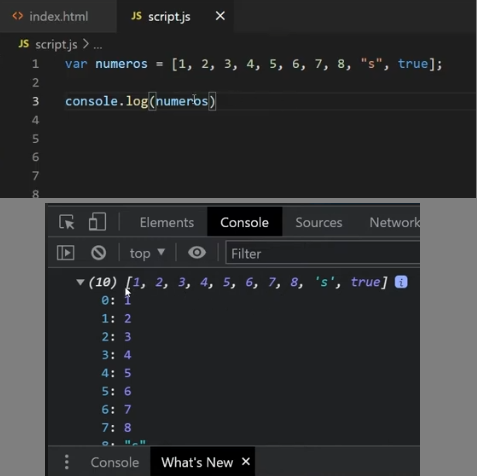 <> index.html JS script.js ×
JS script.js > ...
1 var numeros = [1, 2, 3, 4, 5, 6, 7, 8, "s", true];
2
3 console.log(numeros)
4
5
6
7
8
Elements Console Sources Network
top ▼ Filter
▼ (10) [1, 2, 3, 4, 5, 6, 7, 8, 's', true] i
0: 1
1: 2
2: 3
3: 4
4: 5
5: 6
6: 7
7: 8
8: "s"
Console What's New ×